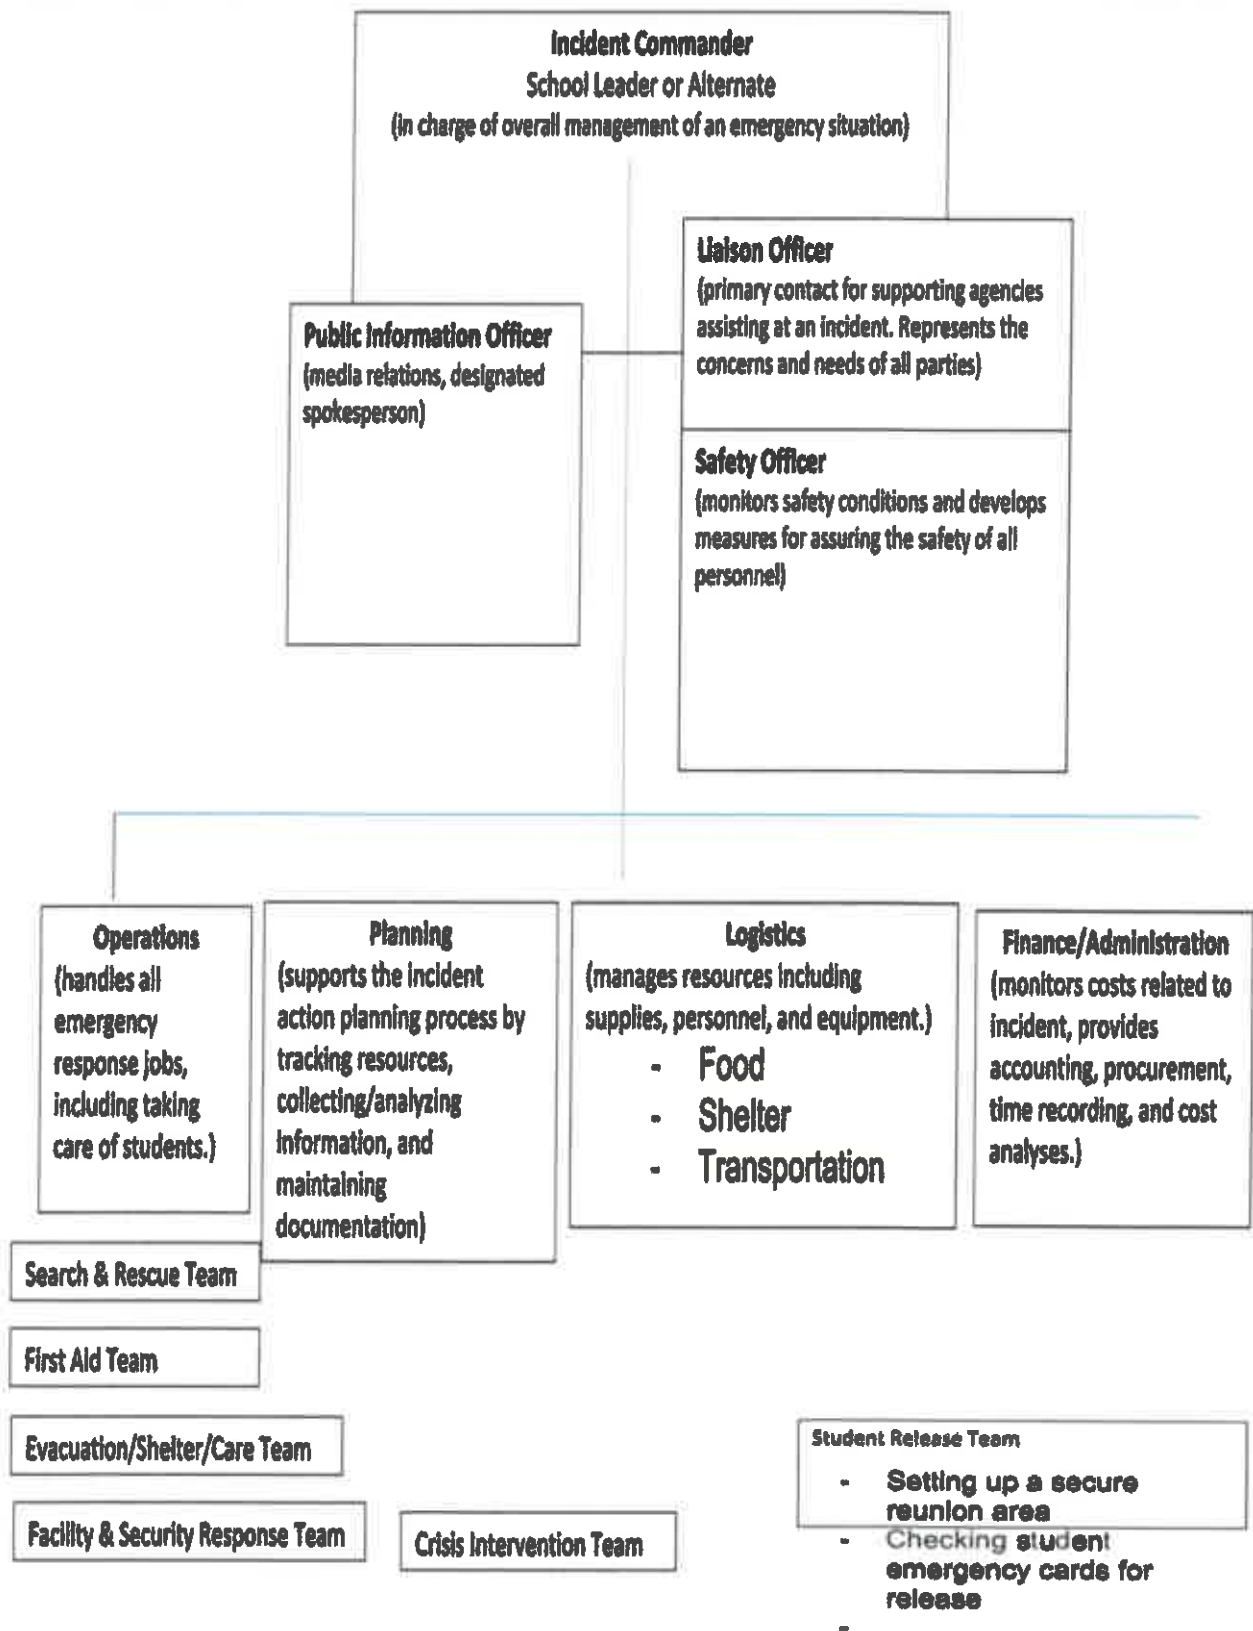 Incident Commander
School Leader or Alternate
(in charge of overall management of an emergency situation)
Public Information Officer
(media relations, designated
spokesperson)
Liaison Officer
(primary contact for supporting agencies
assisting at an incident. Represents the
concerns and needs of all parties)
Safety Officer
(monitors safety conditions and develops
measures for assuring the safety of all
personnel)
Operations
(handles all
emergency
response jobs,
including taking
care of students.)
Planning
(supports the incident
action planning process by
tracking resources,
collecting/analyzing
information, and
maintaining
documentation)
Logistics
(manages resources including
supplies, personnel, and equipment.)
- Food
- Shelter
- Transportation
Finance/Administration
(monitors costs related to
incident, provides
accounting, procurement,
time recording, and cost
analyses.)
Search & Rescue Team
First Aid Team
Evacuation/Shelter/Care Team
Facility & Security Response Team
Crisis Intervention Team
Student Release Team
- Setting up a secure
reunion area
- Checking student
emergency cards for
release
-